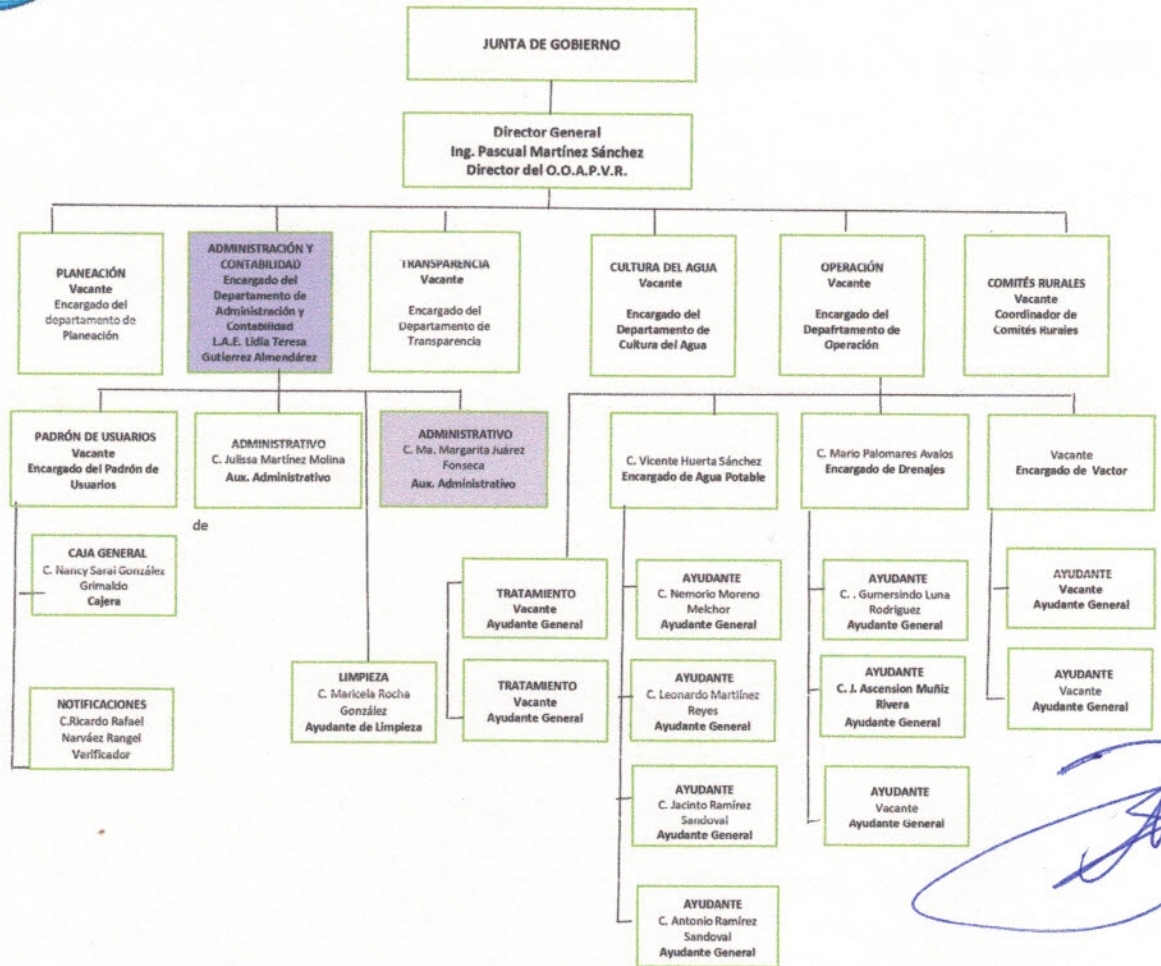 JUNTA DE GOBIERNO
Director General
Ing. Pascual Martínez Sánchez
Director del O.O.A.P.V.R.
PLANEACIÓN
Vacante
Encargado del
departamento de
Planeación
ADMINISTRACIÓN Y
CONTABILIDAD
Encargado del
Departamento de
Administración y
Contabilidad
L.A.E. Lidia Teresa
Gutierrez Almendárez
TRANSPARENCIA
Vacante
Encargado del
Departamento de
Transparencia
CULTURA DEL AGUA
Vacante
Encargado del
Departamento de
Cultura del Agua
OPERACIÓN
Vacante
Encargado del
Depafrtamento de
Operación
COMITÉS RURALES
Vacante
Coordinador de
Comités Rurales
PADRÓN DE USUARIOS
Vacante
Encargado del Padrón de
Usuarios
ADMINISTRATIVO
C. Julissa Martínez Molina
Aux. Administrativo
ADMINISTRATIVO
C. Ma. Margarita Juárez
Fonseca
Aux. Administrativo
C. Vicente Huerta Sánchez
Encargado de Agua Potable
C. Mario Palomares Avalos
Encargado de Drenajes
Vacante
Encargado de Vactor
de
CAJA GENERAL
C. Nancy Sarai González
Grimaldo
Cajera
NOTIFICACIONES
C.Ricardo Rafael
Narváez Rangel
Verificador
LIMPIEZA
C. Maricela Rocha
González
Ayudante de Limpieza
TRATAMIENTO
Vacante
Ayudante General
TRATAMIENTO
Vacante
Ayudante General
AYUDANTE
C. Nemorio Moreno
Melchor
Ayudante General
AYUDANTE
C. Leonardo Martíínez
Reyes
Ayudante General
AYUDANTE
C. Jacinto Ramírez
Sandoval
Ayudante General
AYUDANTE
C. Antonio Ramírez
Sandoval
Ayudante General
AYUDANTE
C. . Gumersindo Luna
Rodriguez
Ayudante General
AYUDANTE
C. J. Ascension Muñiz
Rivera
Ayudante General
AYUDANTE
Vacante
Ayudante General
AYUDANTE
Vacante
Ayudante General
AYUDANTE
Vacante
Ayudante General